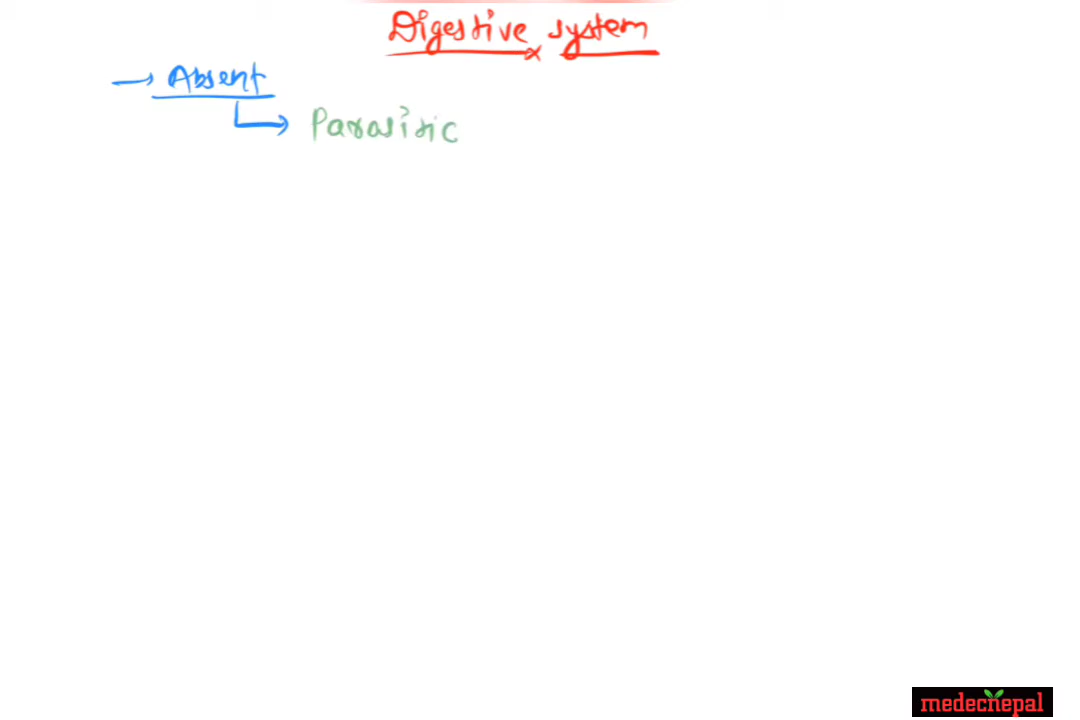 Digestive system
→ Absent
↳ Parasitic
medecnepal